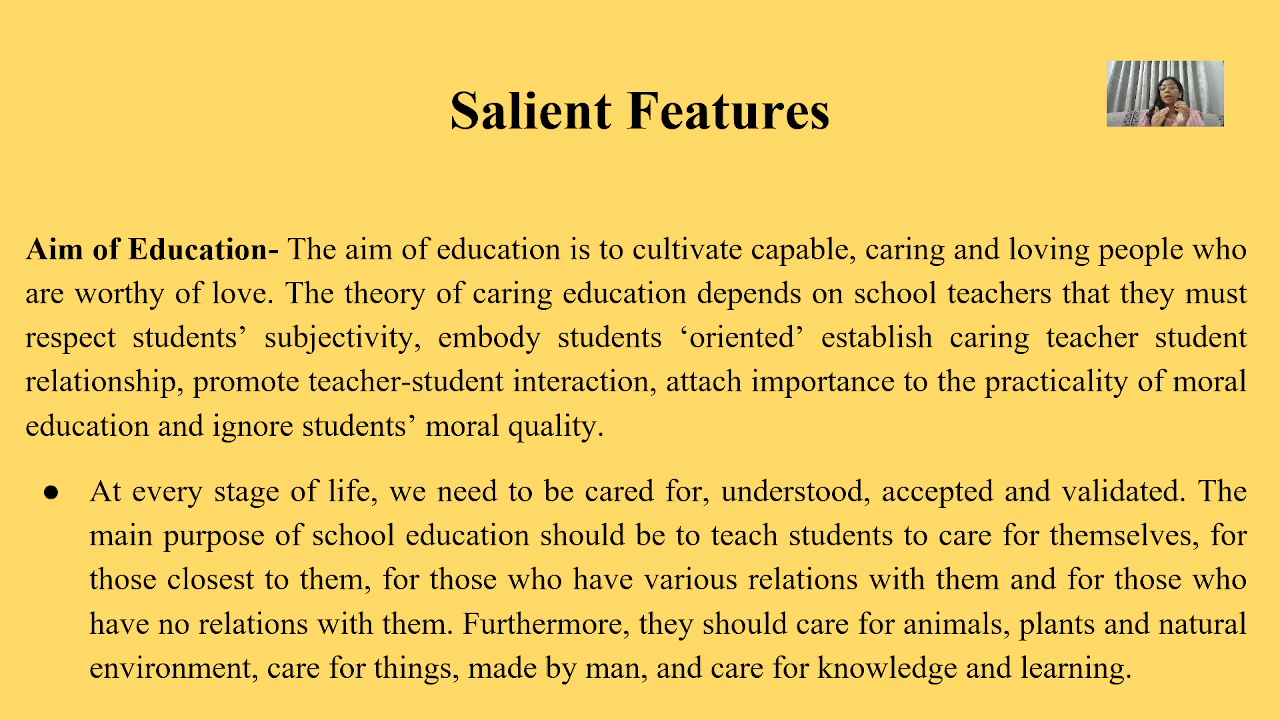 Salient Features
Aim of Education- The aim of education is to cultivate capable, caring and loving people who
are worthy of love. The theory of caring education depends on school teachers that they must
respect students’ subjectivity, embody students ‘oriented’ establish caring teacher student
relationship, promote teacher-student interaction, attach importance to the practicality of moral
education and ignore students’ moral quality.
● At every stage of life, we need to be cared for, understood, accepted and validated. The
main purpose of school education should be to teach students to care for themselves, for
those closest to them, for those who have various relations with them and for those who
have no relations with them. Furthermore, they should care for animals, plants and natural
environment, care for things, made by man, and care for knowledge and learning.